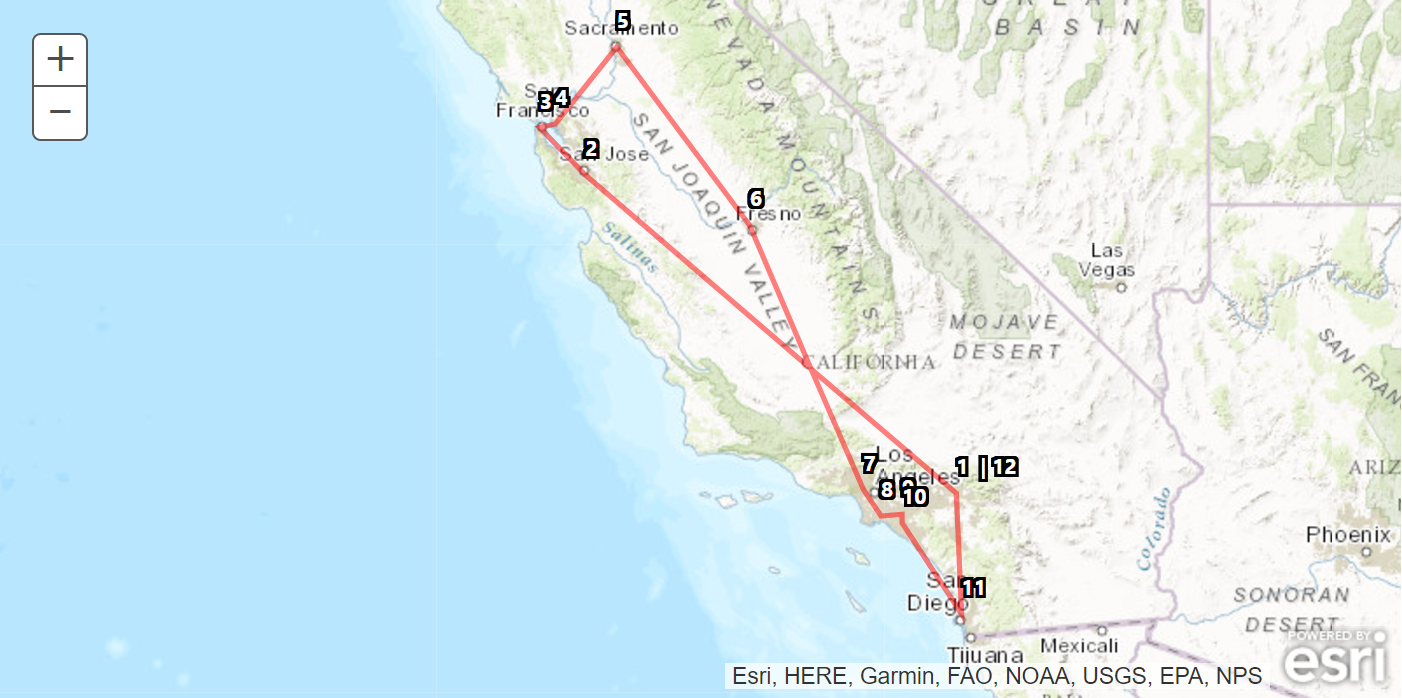 +
−
5
Sacramento
GREAT
BASIN
NEVADA MOUNTAINS
3 4
San
Francisco
2
San Jose
SAN JOAQUIN VALLEY
6
Fresno
Salinas
Las
Vegas
MOJAVE
DESERT
CALIFORNIA
SAN FRAN
7
Los
Angeles
1 | 12
8 9 10
ARIZ
Colorado
Phoenix
11
San
Diego
SONORAN
DESERT
Mexicali
Tijuana
POWERED BY
esri
Esri, HERE, Garmin, FAO, NOAA, USGS, EPA, NPS